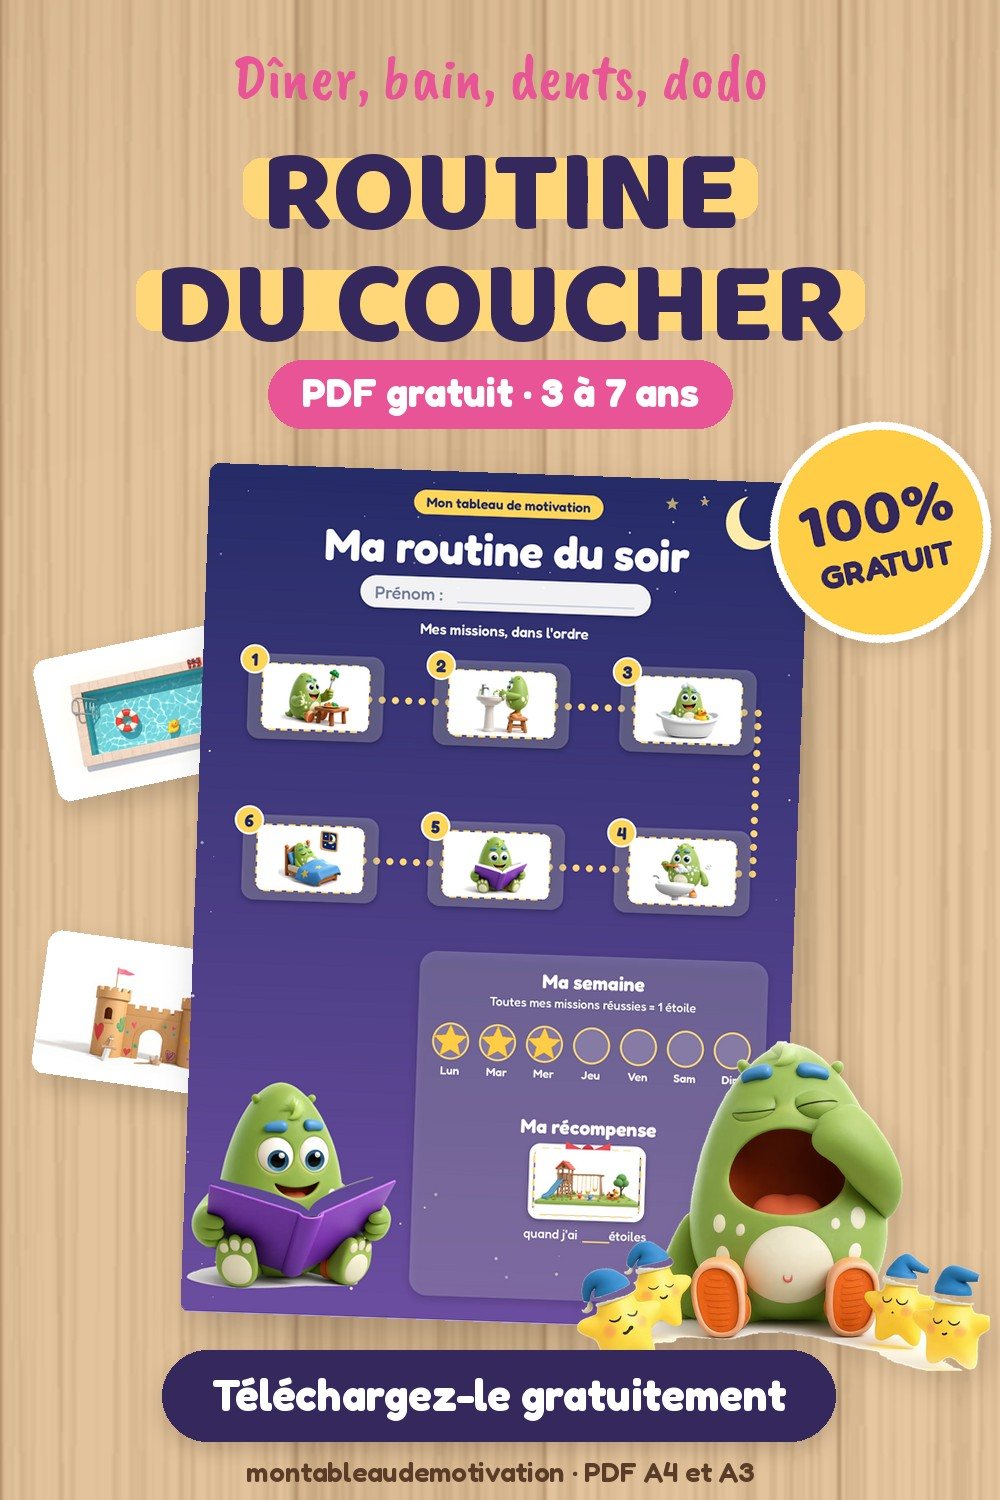 Dîner, bain, dents, dodo
ROUTINE
DU COUCHER
PDF gratuit · 3 à 7 ans
100%
GRATUIT
Mon tableau de motivation
Ma routine du soir
Prénom :
Mes missions, dans l'ordre
1
2
3
6
5
4
Ma semaine
Toutes mes missions réussies = 1 étoile
Lun Mar Mer Jeu Ven Sam
Ma récompense
quand j'ai ____ étoiles
Téléchargez-le gratuitement
montableaudemotivation · PDF A4 et A3